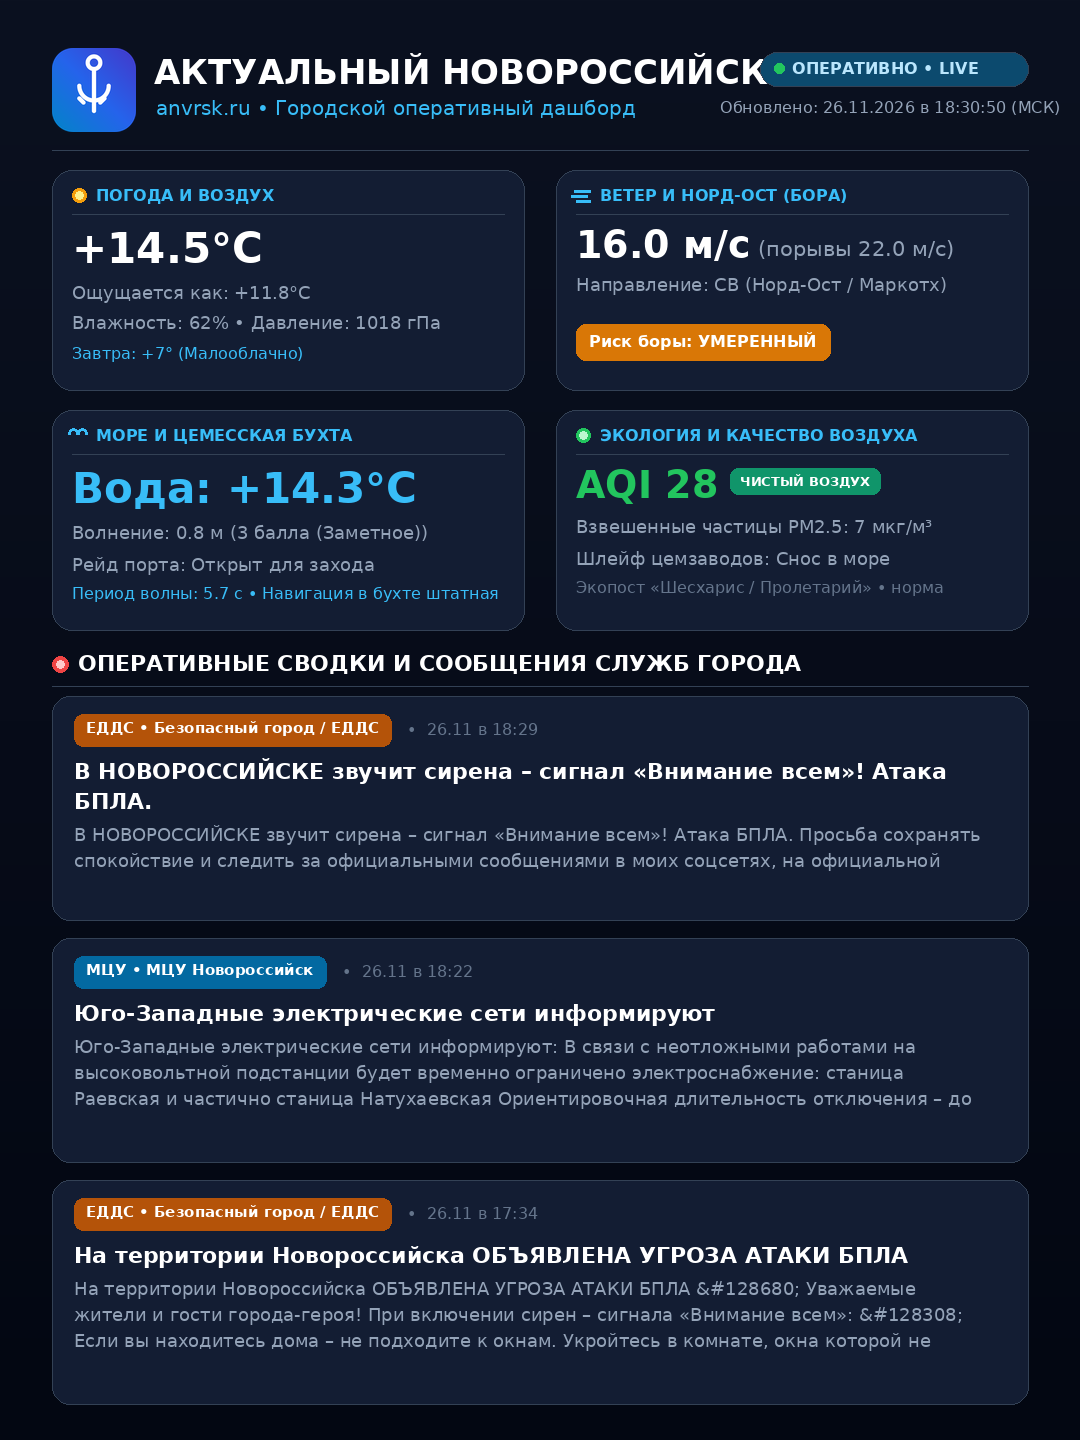 АКТУАЛЬНЫЙ НОВОРОССИЙСК
ОПЕРАТИВНО • LIVE
anvrsk.ru • Городской оперативный дашборд
Обновлено: 26.11.2026 в 18:30:50 (МСК)
ПОГОДА И ВОЗДУХ
+14.5°C
Ощущается как: +11.8°C
Влажность: 62% • Давление: 1018 гПа
Завтра: +7° (Малооблачно)
ВЕТЕР И НОРД-ОСТ (БОРА)
16.0 м/с (порывы 22.0 м/с)
Направление: СВ (Норд-Ост / Маркотх)
Риск боры: УМЕРЕННЫЙ
МОРЕ И ЦЕМЕССКАЯ БУХТА
Вода: +14.3°C
Волнение: 0.8 м (3 балла (Заметное))
Рейд порта: Открыт для захода
Период волны: 5.7 с • Навигация в бухте штатная
ЭКОЛОГИЯ И КАЧЕСТВО ВОЗДУХА
AQI 28 ЧИСТЫЙ ВОЗДУХ
Взвешенные частицы PM2.5: 7 мкг/м³
Шлейф цемзаводов: Снос в море
Экопост «Шесхарис / Пролетарий» • норма
ОПЕРАТИВНЫЕ СВОДКИ И СООБЩЕНИЯ СЛУЖБ ГОРОДА
ЕДДС • Безопасный город / ЕДДС • 26.11 в 18:29
В НОВОРОССИЙСКЕ звучит сирена – сигнал «Внимание всем»! Атака
БПЛА.
В НОВОРОССИЙСКЕ звучит сирена – сигнал «Внимание всем»! Атака БПЛА. Просьба сохранять
спокойствие и следить за официальными сообщениями в моих соцсетях, на официальной
МЦУ • МЦУ Новороссийск • 26.11 в 18:22
Юго-Западные электрические сети информируют
Юго-Западные электрические сети информируют: В связи с неотложными работами на
высоковольтной подстанции будет временно ограничено электроснабжение: станица
Раевская и частично станица Натухаевская Ориентировочная длительность отключения – до
ЕДДС • Безопасный город / ЕДДС • 26.11 в 17:34
На территории Новороссийска ОБЪЯВЛЕНА УГРОЗА АТАКИ БПЛА
На территории Новороссийска ОБЪЯВЛЕНА УГРОЗА АТАКИ БПЛА &#128680; Уважаемые
жители и гости города-героя! При включении сирен – сигнала «Внимание всем»: &#128308;
Если вы находитесь дома – не подходите к окнам. Укройтесь в комнате, окна которой не